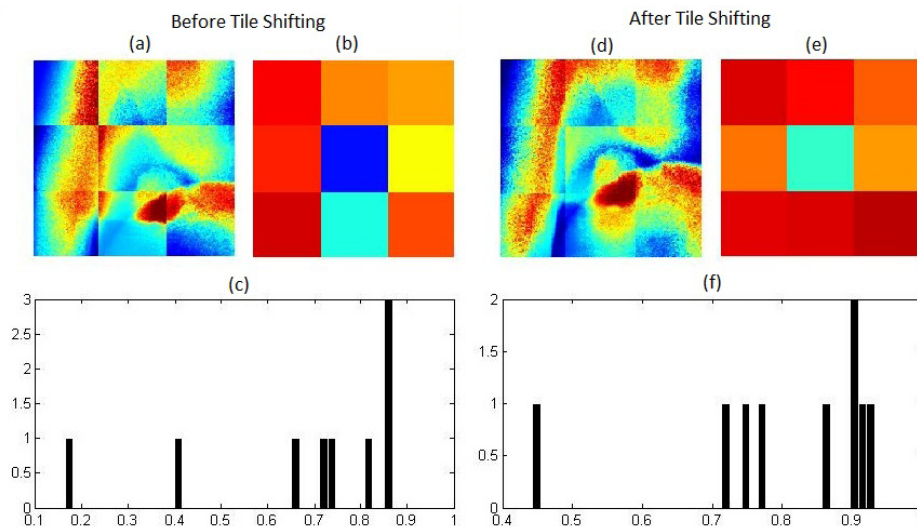 Before Tile Shifting
(a)
(b)
After Tile Shifting
(d)
(e)
(c)
3
2.5
2
1.5
1
0.5
0
0.1 0.2 0.3 0.4 0.5 0.6 0.7 0.8 0.9 1
(f)
2
1.5
1
0.5
0
0.4 0.5 0.6 0.7 0.8 0.9